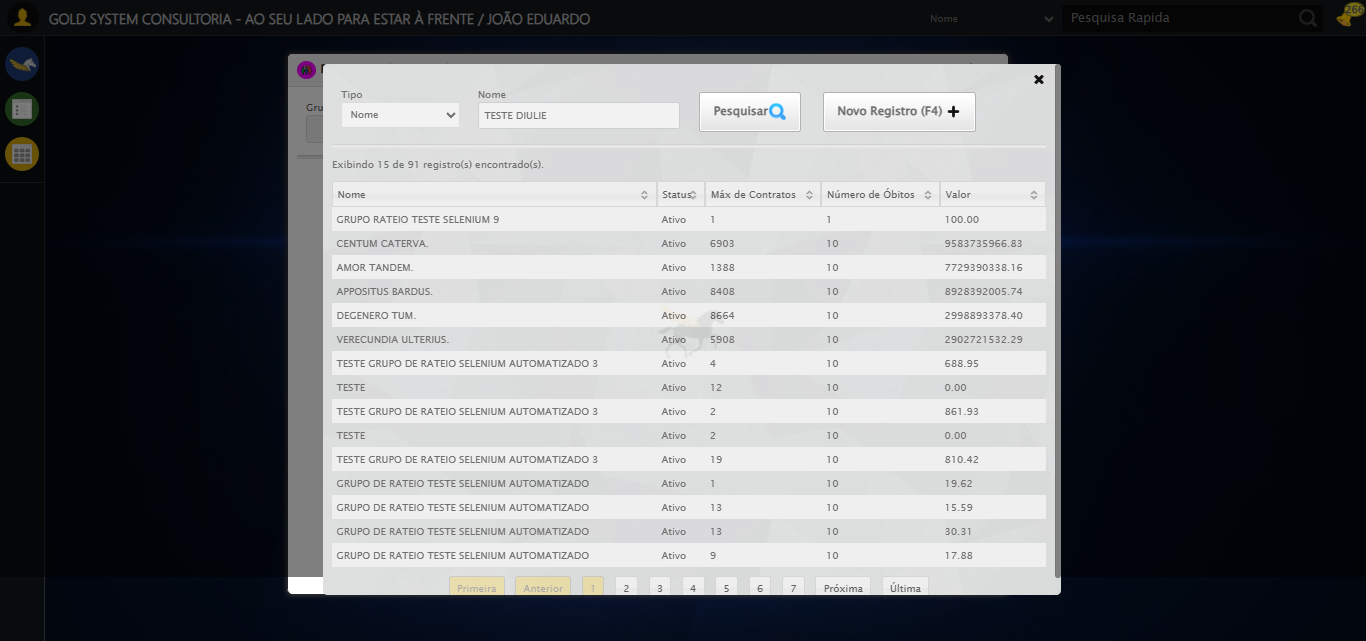 GOLD SYSTEM CONSULTORIA - AO SEU LADO PARA ESTAR À FRENTE / JOÃO EDUARDO
Nome
Pesquisa Rapida
266
Gru
Tipo
Nome
Nome
TESTE DIULIE
Pesquisar
Novo Registro (F4)
Exibindo 15 de 91 registro(s) encontrado(s).
Nome Status Máx de Contratos Número de Óbitos Valor
GRUPO RATEIO TESTE SELENIUM 9 Ativo 1 1 100.00
CENTUM CATERVA. Ativo 6903 10 9583735966.83
AMOR TANDEM. Ativo 1388 10 7729390338.16
APPOSITUS BARDUS. Ativo 8408 10 8928392005.74
DEGENERO TUM. Ativo 8664 10 2998893378.40
VERECUNDIA ULTERIUS. Ativo 5908 10 2902721532.29
TESTE GRUPO DE RATEIO SELENIUM AUTOMATIZADO 3 Ativo 4 10 688.95
TESTE Ativo 12 10 0.00
TESTE GRUPO DE RATEIO SELENIUM AUTOMATIZADO 3 Ativo 2 10 861.93
TESTE Ativo 2 10 0.00
TESTE GRUPO DE RATEIO SELENIUM AUTOMATIZADO 3 Ativo 19 10 810.42
GRUPO DE RATEIO TESTE SELENIUM AUTOMATIZADO Ativo 1 10 19.62
GRUPO DE RATEIO TESTE SELENIUM AUTOMATIZADO Ativo 13 10 15.59
GRUPO DE RATEIO TESTE SELENIUM AUTOMATIZADO Ativo 13 10 30.31
GRUPO DE RATEIO TESTE SELENIUM AUTOMATIZADO Ativo 9 10 17.88
Primeira Anterior 1 2 3 4 5 6 7 Próxima Última